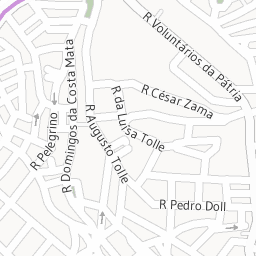 R Voluntários da Pátria
R César Zama
R da Luísa Tolle
R Augusto Tolle
R Domingos da Costa Mata
R Pelegrino
R Pedro Doll